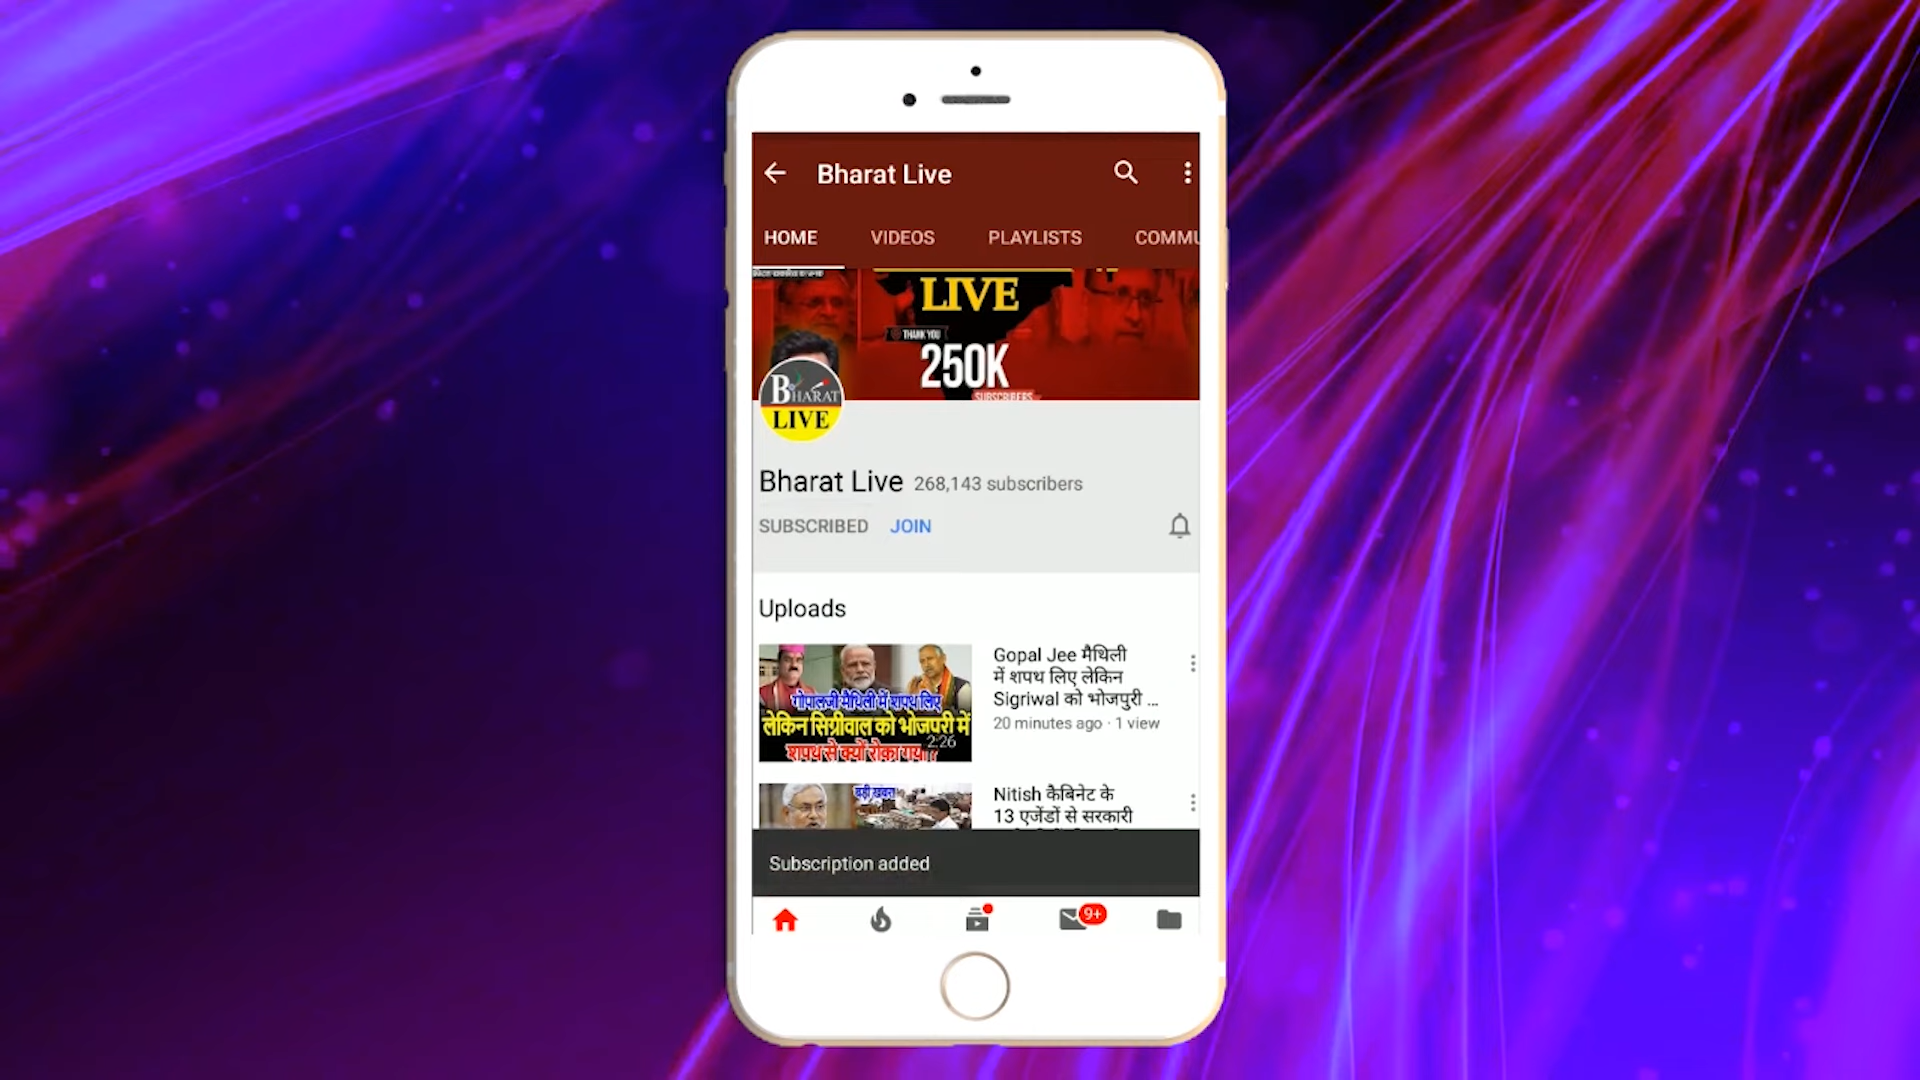 Bharat Live
HOME VIDEOS PLAYLISTS COMMU
LIVE
THANK YOU
250K
SUBSCRIBERS
BHARAT
LIVE
Bharat Live 268,143 subscribers
SUBSCRIBED JOIN
Uploads
गोपालजी मैथिली में शपथ लिए
लेकिन सिग्रीवाल को भोजपुरी में
शपथ से क्यों रोका गया
2:26
Gopal Jee मैथिली
में शपथ लिए लेकिन
Sigriwal को भोजपुरी ...
20 minutes ago · 1 view
बड़ी खबर
Nitish कैबिनेट के
13 एजेंडों से सरकारी
Subscription added
9+